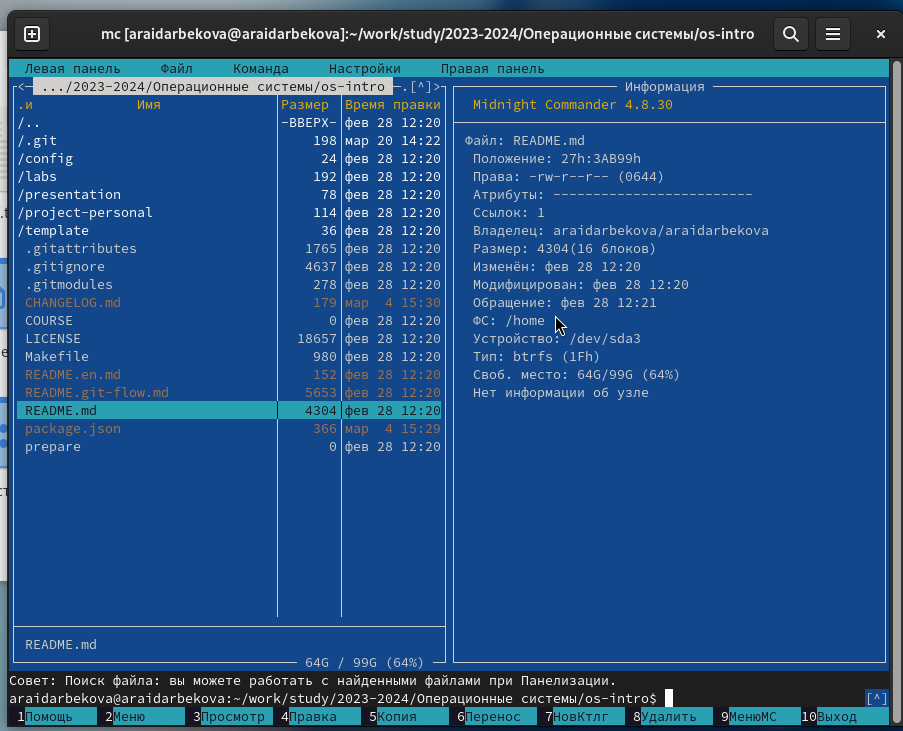 mc [araidarbekova@araidarbekova]:~/work/study/2023-2024/Операционные системы/os-intro
Левая панель Файл Команда Настройки Правая панель
<─ .../2023-2024/Операционные системы/os-intro ─.[^]>
.и Имя Размер Время правки
/.. -ВВЕРХ- фев 28 12:20
/.git 198 мар 20 14:22
/config 24 фев 28 12:20
/labs 192 фев 28 12:20
/presentation 78 фев 28 12:20
/project-personal 114 фев 28 12:20
/template 36 фев 28 12:20
.gitattributes 1765 фев 28 12:20
.gitignore 4637 фев 28 12:20
.gitmodules 278 фев 28 12:20
CHANGELOG.md 179 мар 4 15:30
COURSE 0 фев 28 12:20
LICENSE 18657 фев 28 12:20
Makefile 980 фев 28 12:20
README.en.md 152 фев 28 12:20
README.git-flow.md 5653 фев 28 12:20
README.md 4304 фев 28 12:20
package.json 366 мар 4 15:29
prepare 0 фев 28 12:20
README.md
64G / 99G (64%)
Информация
Midnight Commander 4.8.30
Файл: README.md
Положение: 27h:3AB99h
Права: -rw-r--r-- (0644)
Атрибуты: -------------------------
Ссылок: 1
Владелец: araidarbekova/araidarbekova
Размер: 4304(16 блоков)
Изменён: фев 28 12:20
Модифицирован: фев 28 12:20
Обращение: фев 28 12:21
ФС: /home
Устройство: /dev/sda3
Тип: btrfs (1Fh)
Своб. место: 64G/99G (64%)
Нет информации об узле
Совет: Поиск файла: вы можете работать с найденными файлами при Панелизации.
araidarbekova@araidarbekova:~/work/study/2023-2024/Операционные системы/os-intro$ [^]
1Помощь 2Меню 3Просмотр 4Правка 5Копия 6Перенос 7НовКтлг 8Удалить 9МенюМС 10Выход